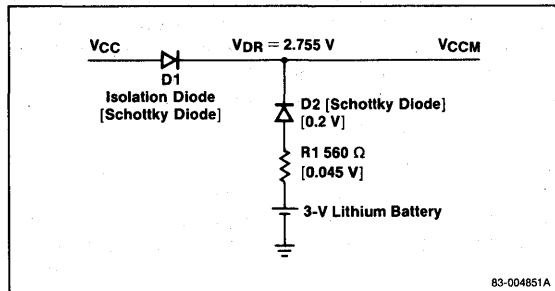 VCC
VDR = 2.755 V
VCCM
D1
Isolation Diode
[Schottky Diode]
D2 [Schottky Diode]
[0.2 V]
R1 560 Ω
[0.045 V]
3-V Lithium Battery
83-004851A